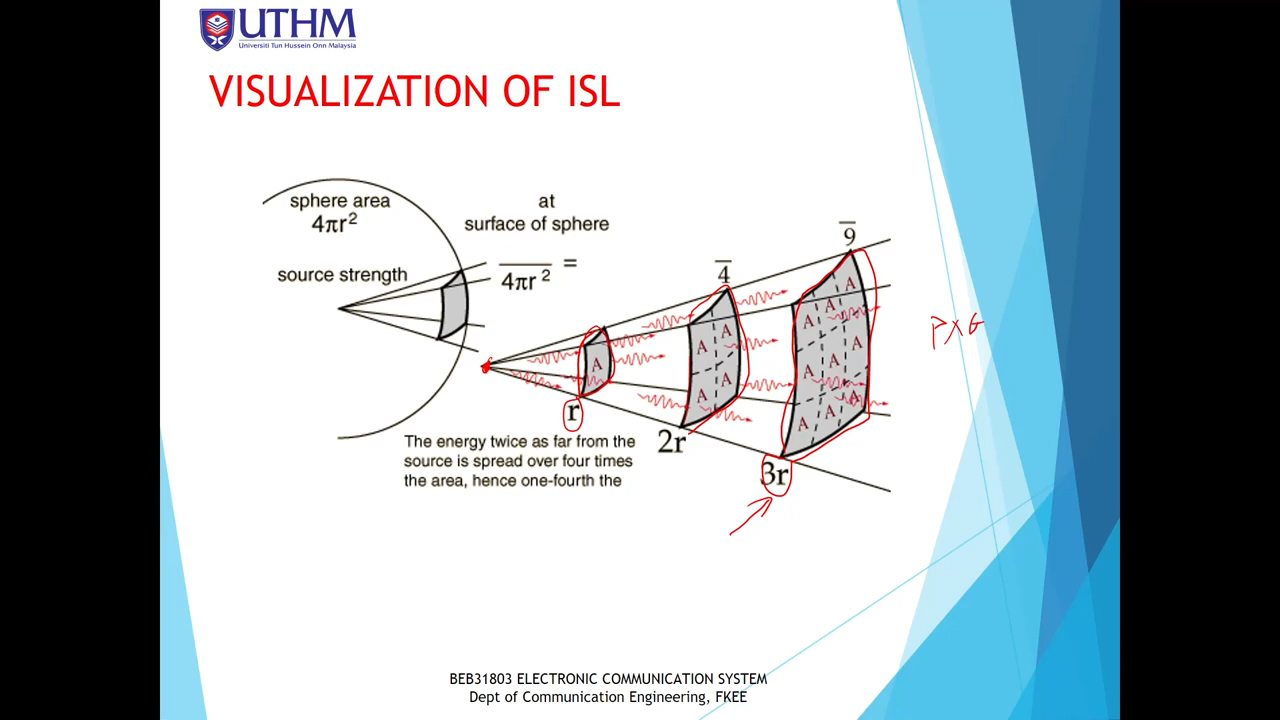 UTHM
Universiti Tun Hussein Onn Malaysia
VISUALIZATION OF ISL
sphere area
4πr²
source strength
at
surface of sphere
4πr² =
4
9
A
A A
A A
A A A
A A A
A A A
r
2r
3r
The energy twice as far from the
source is spread over four times
the area, hence one-fourth the
BEB31803 ELECTRONIC COMMUNICATION SYSTEM
Dept of Communication Engineering, FKEE